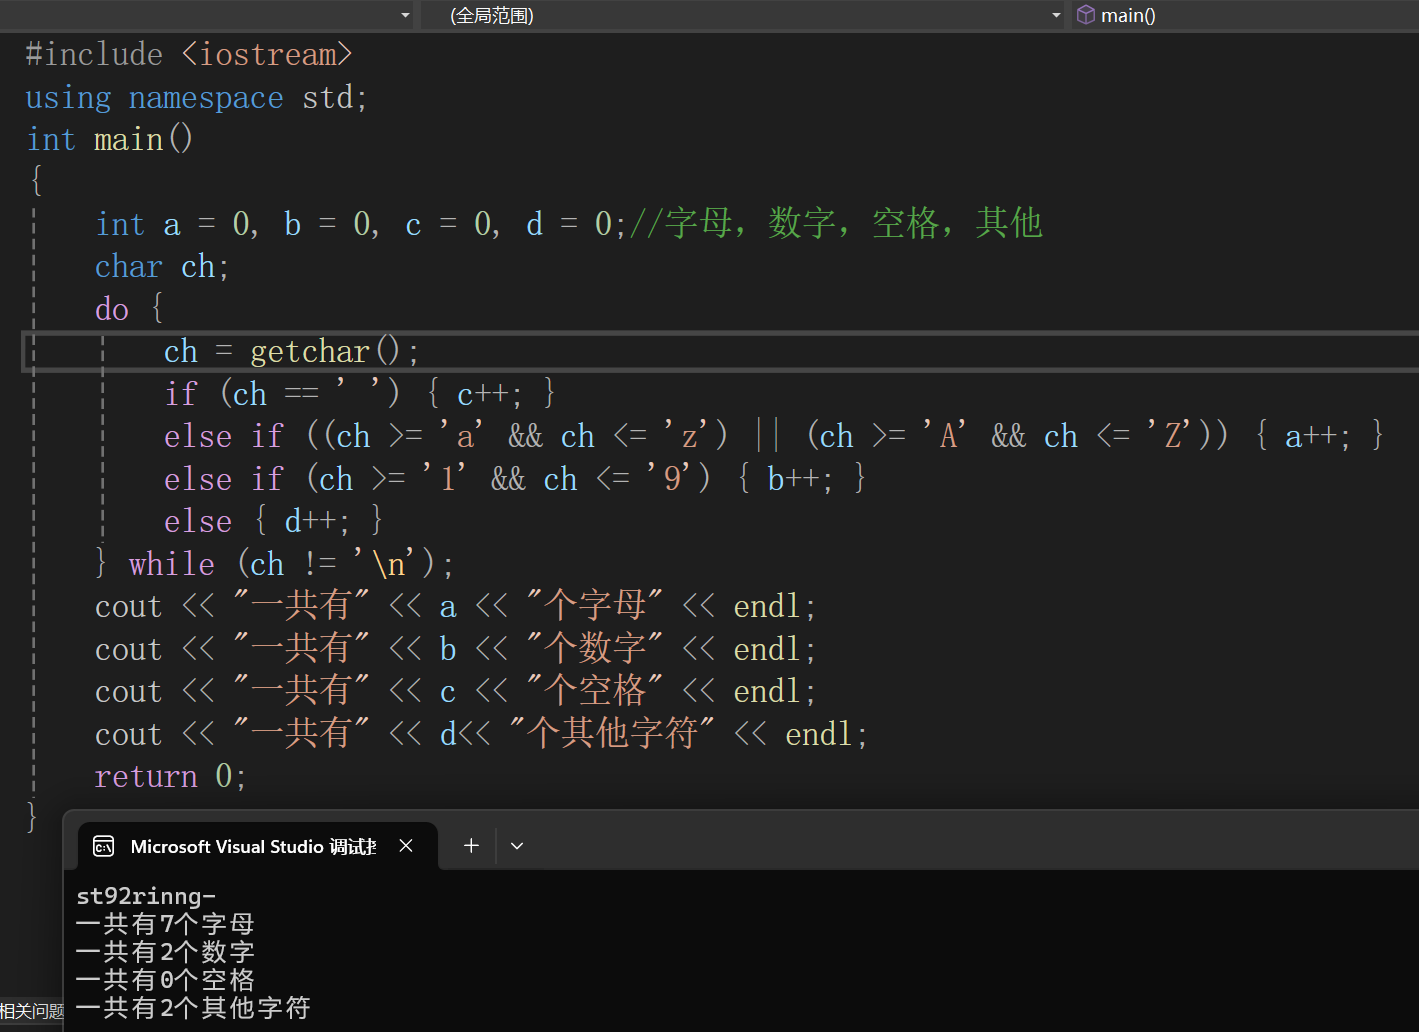 (全局范围) main()
#include <iostream>
using namespace std;
int main()
{
    int a = 0, b = 0, c = 0, d = 0;//字母，数字，空格，其他
    char ch;
    do {
        ch = getchar();
        if (ch == ' ') { c++; }
        else if ((ch >= 'a' && ch <= 'z') || (ch >= 'A' && ch <= 'Z')) { a++; }
        else if (ch >= '1' && ch <= '9') { b++; }
        else { d++; }
    } while (ch != '\n');
    cout << "一共有" << a << "个字母" << endl;
    cout << "一共有" << b << "个数字" << endl;
    cout << "一共有" << c << "个空格" << endl;
    cout << "一共有" << d<< "个其他字符" << endl;
    return 0;
}
Microsoft Visual Studio 调试
st92rinng-
一共有7个字母
一共有2个数字
一共有0个空格
一共有2个其他字符
相关问题